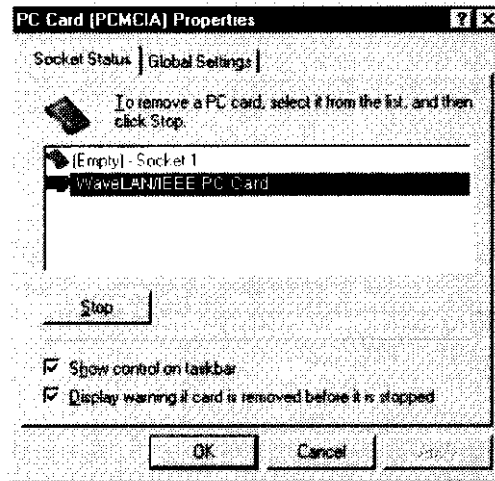 PC Card (PCMCIA) Properties
Socket Status
Global Settings
To remove a PC card, select it from the list, and then
click Stop.
(Empty) - Socket 1
WaveLAN/IEEE PC Card
Stop
Show control on taskbar
Display warning if card is removed before it is stopped
OK
Cancel